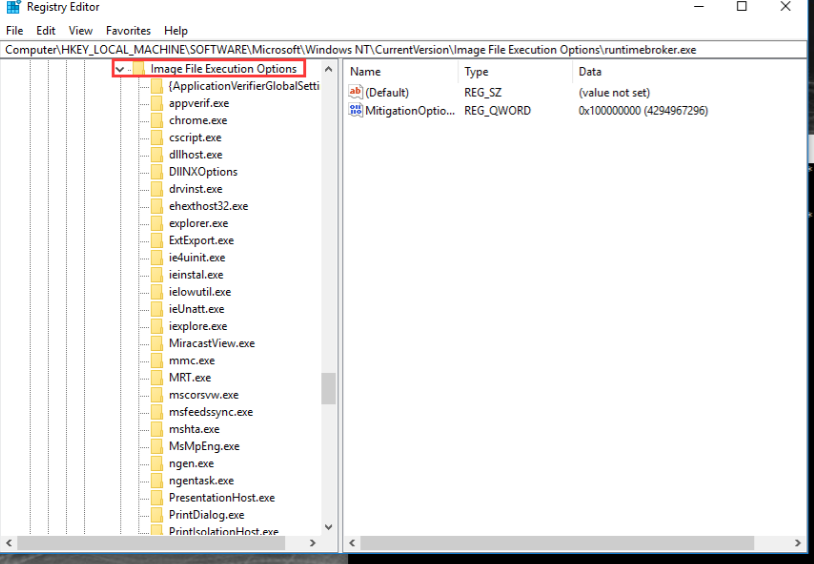 Registry Editor
File Edit View Favorites Help
Computer\HKEY_LOCAL_MACHINE\SOFTWARE\Microsoft\Windows NT\CurrentVersion\Image File Execution Options\runtimebroker.exe
Image File Execution Options
{ApplicationVerifierGlobalSetti
appverif.exe
chrome.exe
cscript.exe
dllhost.exe
DllNXOptions
drvinst.exe
ehexthost32.exe
explorer.exe
ExtExport.exe
ie4uinit.exe
ieinstal.exe
ielowutil.exe
ieUnatt.exe
iexplore.exe
MiracastView.exe
mmc.exe
MRT.exe
mscorsvw.exe
msfeedssync.exe
mshta.exe
MsMpEng.exe
ngen.exe
ngentask.exe
PresentationHost.exe
PrintDialog.exe
PrintIsolationHost.exe
Name Type Data
(Default) REG_SZ (value not set)
MitigationOptio... REG_QWORD 0x100000000 (4294967296)